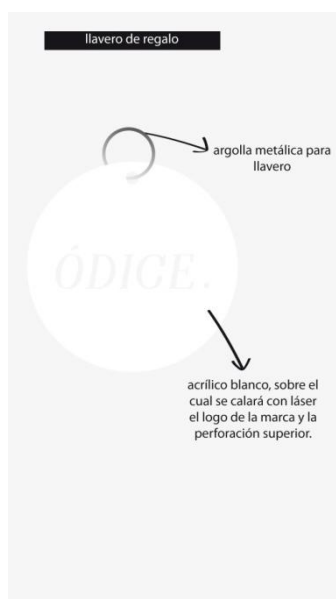 llavero de regalo
argolla metálica para
llavero
ÓDICE.
acrílico blanco, sobre el
cual se calará con láser
el logo de la marca y la
perforación superior.